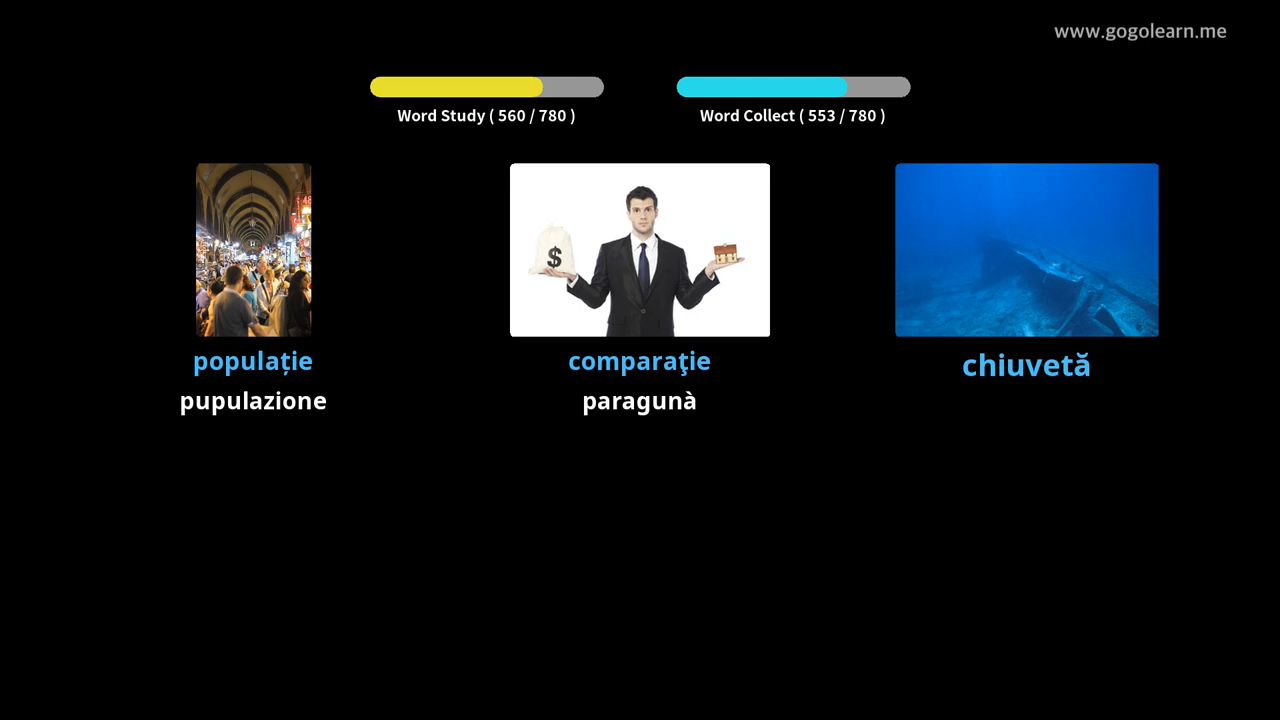 www.gogolearn.me
Word Study ( 560 / 780 )
Word Collect ( 553 / 780 )
$
populație
comparaţie
chiuvetă
pupulazione
paragunà